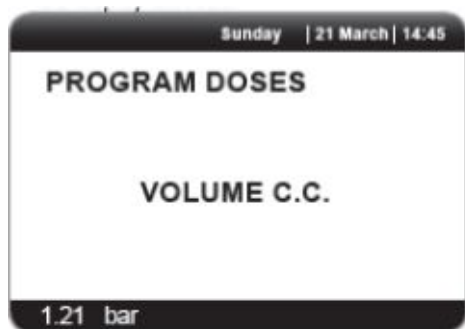 Sunday | 21 March | 14:45
PROGRAM DOSES
VOLUME C.C.
1.21 bar